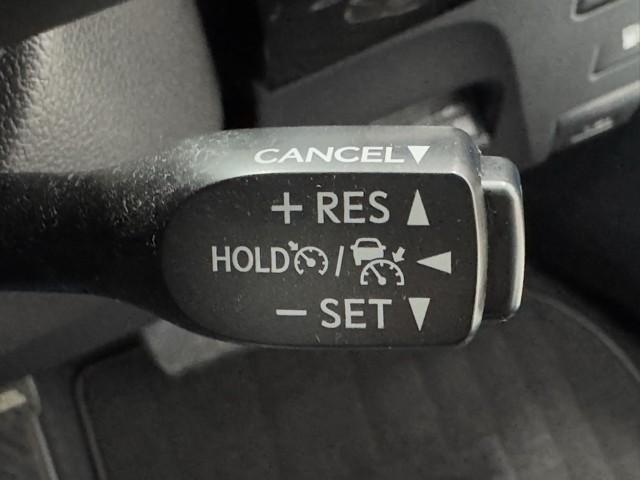 CANCEL▼
+ RES ▲
HOLD / ◀
− SET ▼